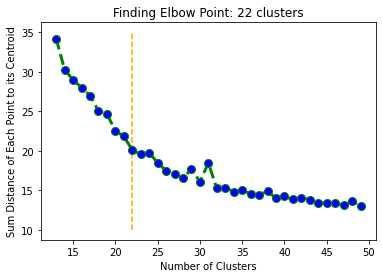 Finding Elbow Point: 22 clusters
Sum Distance of Each Point to its Centroid
35
30
25
20
15
10
15 20 25 30 35 40 45 50
Number of Clusters